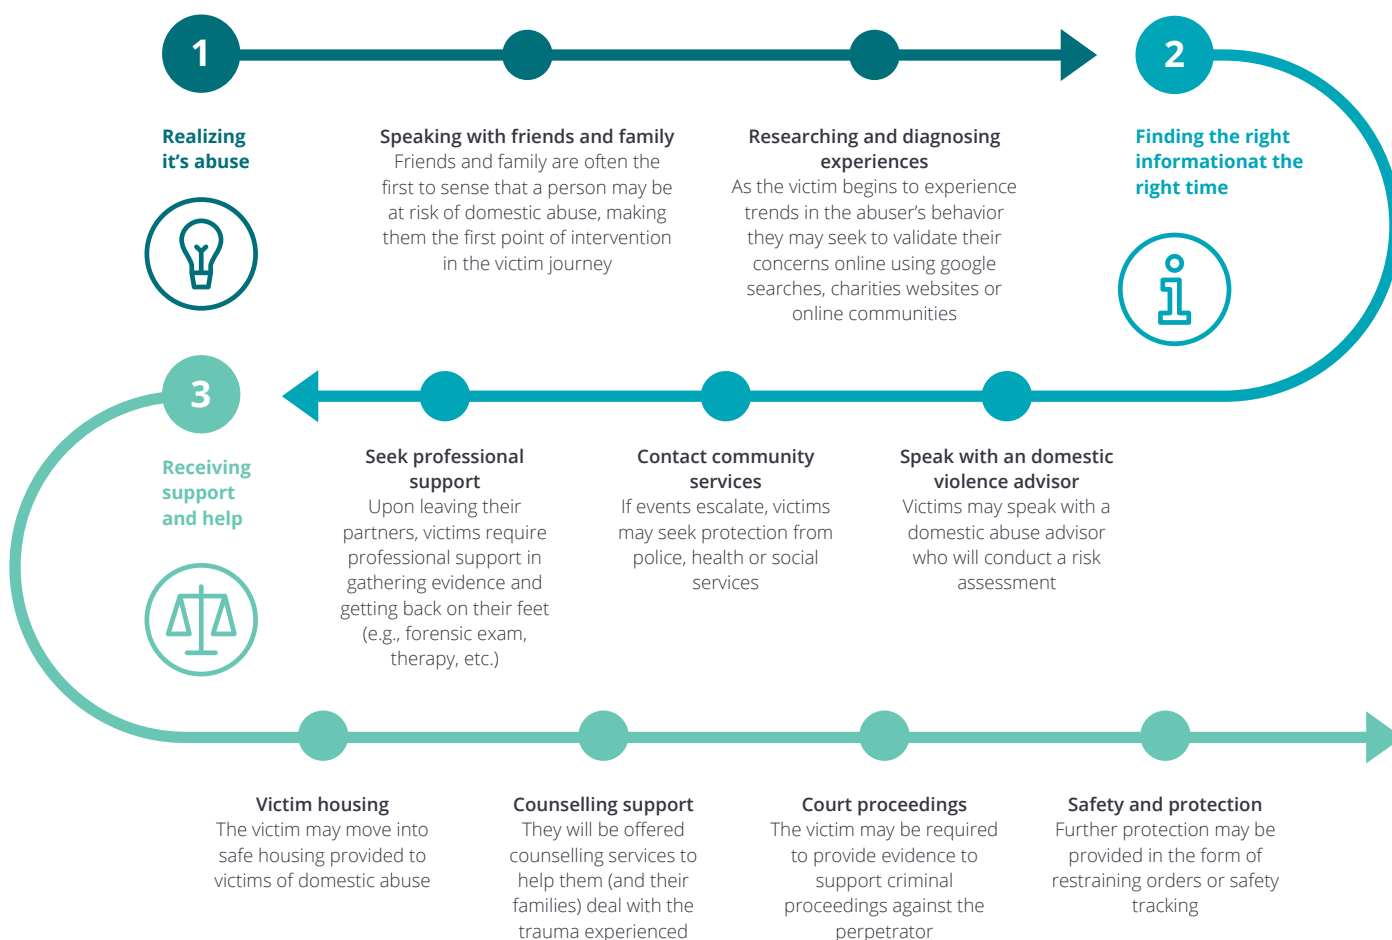 1
Realizing
it's abuse
Speaking with friends and family
Friends and family are often the
first to sense that a person may be
at risk of domestic abuse, making
them the first point of intervention
in the victim journey
Researching and diagnosing
experiences
As the victim begins to experience
trends in the abuser's behavior
they may seek to validate their
concerns online using google
searches, charities websites or
online communities
2
Finding the right
informationat the
right time
Speak with an domestic
violence advisor
Victims may speak with a
domestic abuse advisor
who will conduct a risk
assessment
Contact community
services
If events escalate, victims
may seek protection from
police, health or social
services
Seek professional
support
Upon leaving their
partners, victims require
professional support in
gathering evidence and
getting back on their feet
(e.g., forensic exam,
therapy, etc.)
3
Receiving
support
and help
Victim housing
The victim may move into
safe housing provided to
victims of domestic abuse
Counselling support
They will be offered
counselling services to
help them (and their
families) deal with the
trauma experienced
Court proceedings
The victim may be required
to provide evidence to
support criminal
proceedings against the
perpetrator
Safety and protection
Further protection may be
provided in the form of
restraining orders or safety
tracking